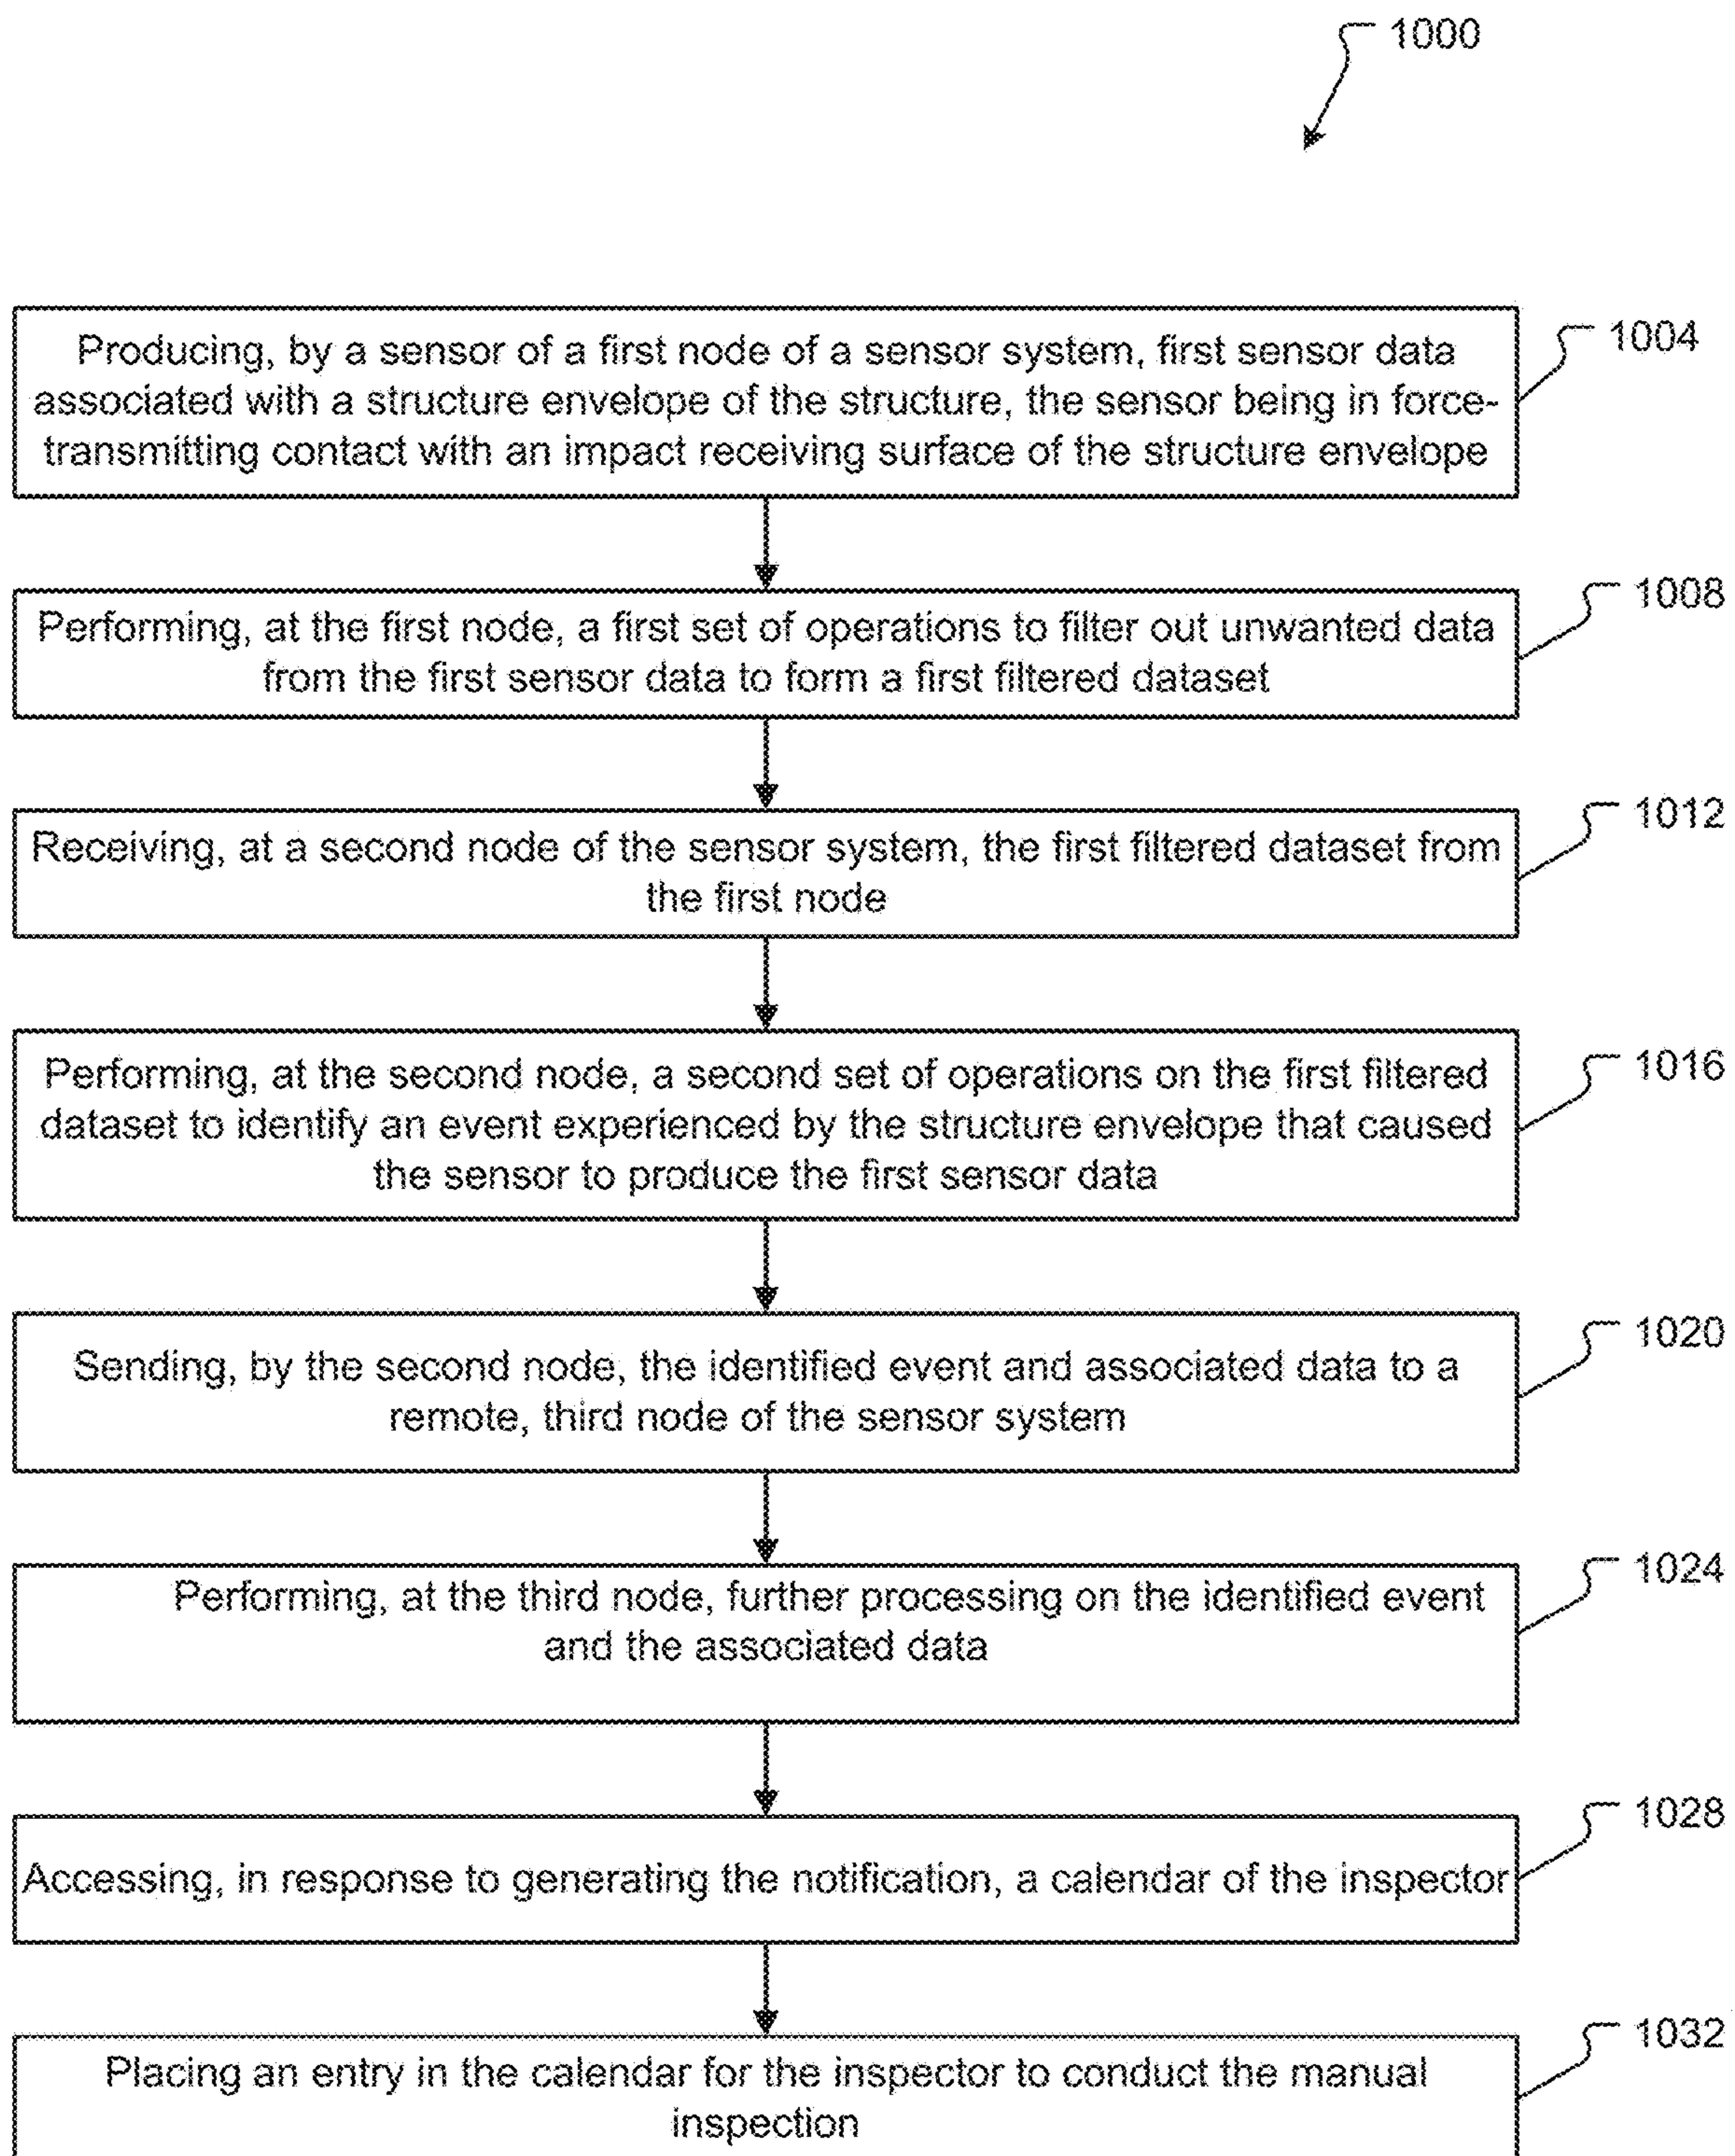 1000
Producing, by a sensor of a first node of a sensor system, first sensor data
associated with a structure envelope of the structure, the sensor being in force-
transmitting contact with an impact receiving surface of the structure envelope
1004
Performing, at the first node, a first set of operations to filter out unwanted data
from the first sensor data to form a first filtered dataset
1008
Receiving, at a second node of the sensor system, the first filtered dataset from
the first node
1012
Performing, at the second node, a second set of operations on the first filtered
dataset to identify an event experienced by the structure envelope that caused
the sensor to produce the first sensor data
1016
Sending, by the second node, the identified event and associated data to a
remote, third node of the sensor system
1020
Performing, at the third node, further processing on the identified event
and the associated data
1024
Accessing, in response to generating the notification, a calendar of the inspector
1028
Placing an entry in the calendar for the inspector to conduct the manual
inspection
1032